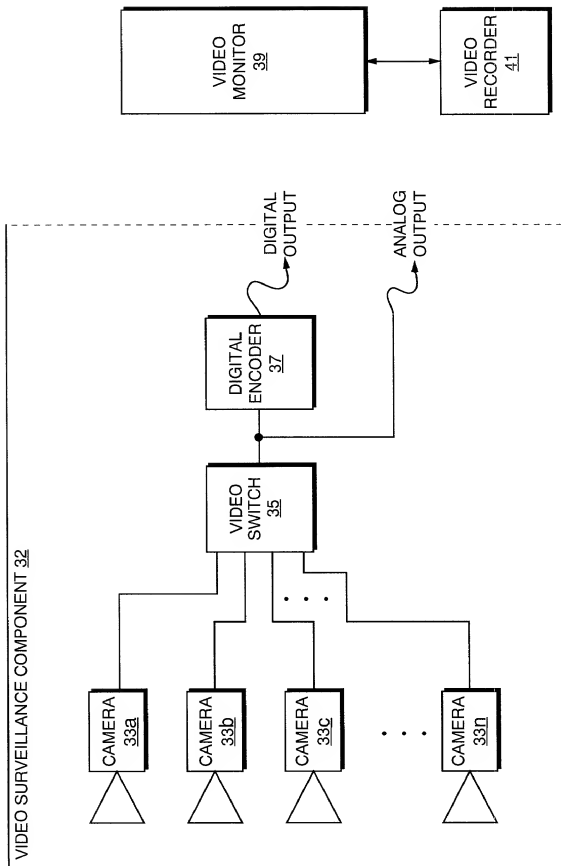 VIDEO SURVEILLANCE COMPONENT 32
CAMERA
33a
CAMERA
33b
CAMERA
33c
CAMERA
33n
VIDEO
SWITCH
35
DIGITAL
ENCODER
37
DIGITAL
OUTPUT
ANALOG
OUTPUT
VIDEO
MONITOR
39
VIDEO
RECORDER
41